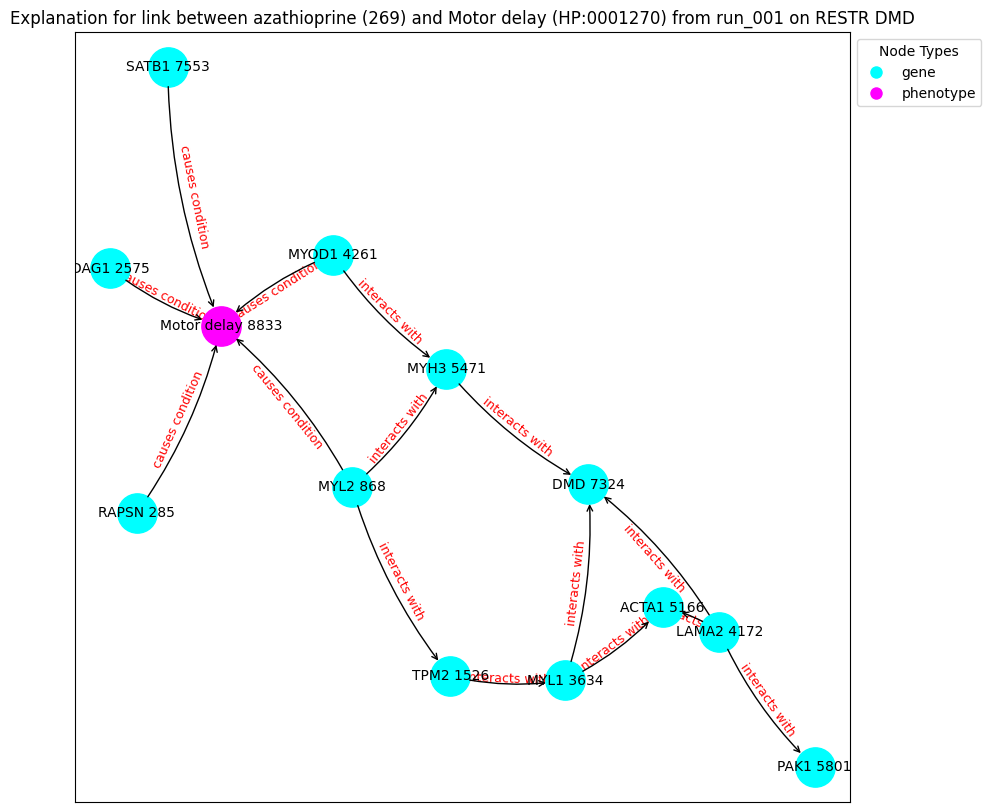 Explanation for link between azathioprine (269) and Motor delay (HP:0001270) from run_001 on RESTR DMD
Node Types
gene
phenotype
SATB1 7553
causes condition
MYOD1 4261
DAG1 2575
causes condition
causes condition
interacts with
Motor delay 8833
MYH3 5471
causes condition
causes condition
interacts with
interacts with
MYL2 868
DMD 7324
RAPSN 285
interacts with
interacts with
interacts with
ACTA1 5166
interacts with
LAMA2 4172
TPM2 1526
interacts with
MYL1 3634
interacts with
PAK1 5801